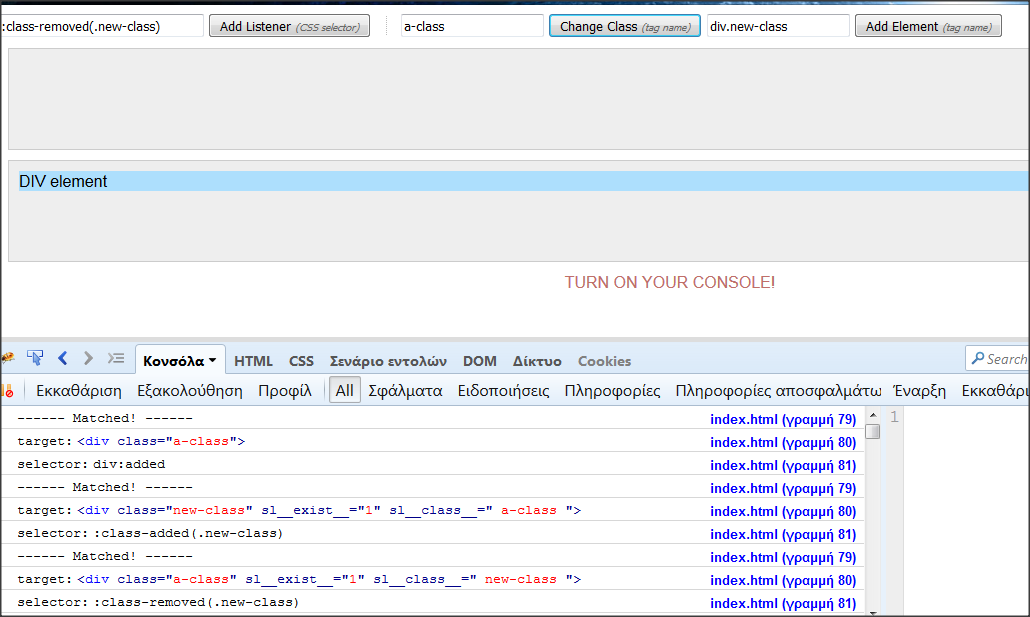 :class-removed(.new-class) Add Listener (CSS selector) a-class Change Class (tag name) div.new-class Add Element (tag name)
DIV element
TURN ON YOUR CONSOLE!
Κονσόλα HTML CSS Σενάριο εντολών DOM Δίκτυο Cookies Search
Εκκαθάριση Εξακολούθηση Προφίλ All Σφάλματα Ειδοποιήσεις Πληροφορίες Πληροφορίες αποσφαλμάτω Έναρξη Εκκαθάρι
------ Matched! ------ index.html (γραμμή 79) 1
target: <div class="a-class"> index.html (γραμμή 80)
selector: div:added index.html (γραμμή 81)
------ Matched! ------ index.html (γραμμή 79)
target: <div class="new-class" sl__exist__="1" sl__class__=" a-class "> index.html (γραμμή 80)
selector: :class-added(.new-class) index.html (γραμμή 81)
------ Matched! ------ index.html (γραμμή 79)
target: <div class="a-class" sl__exist__="1" sl__class__=" new-class "> index.html (γραμμή 80)
selector: :class-removed(.new-class) index.html (γραμμή 81)